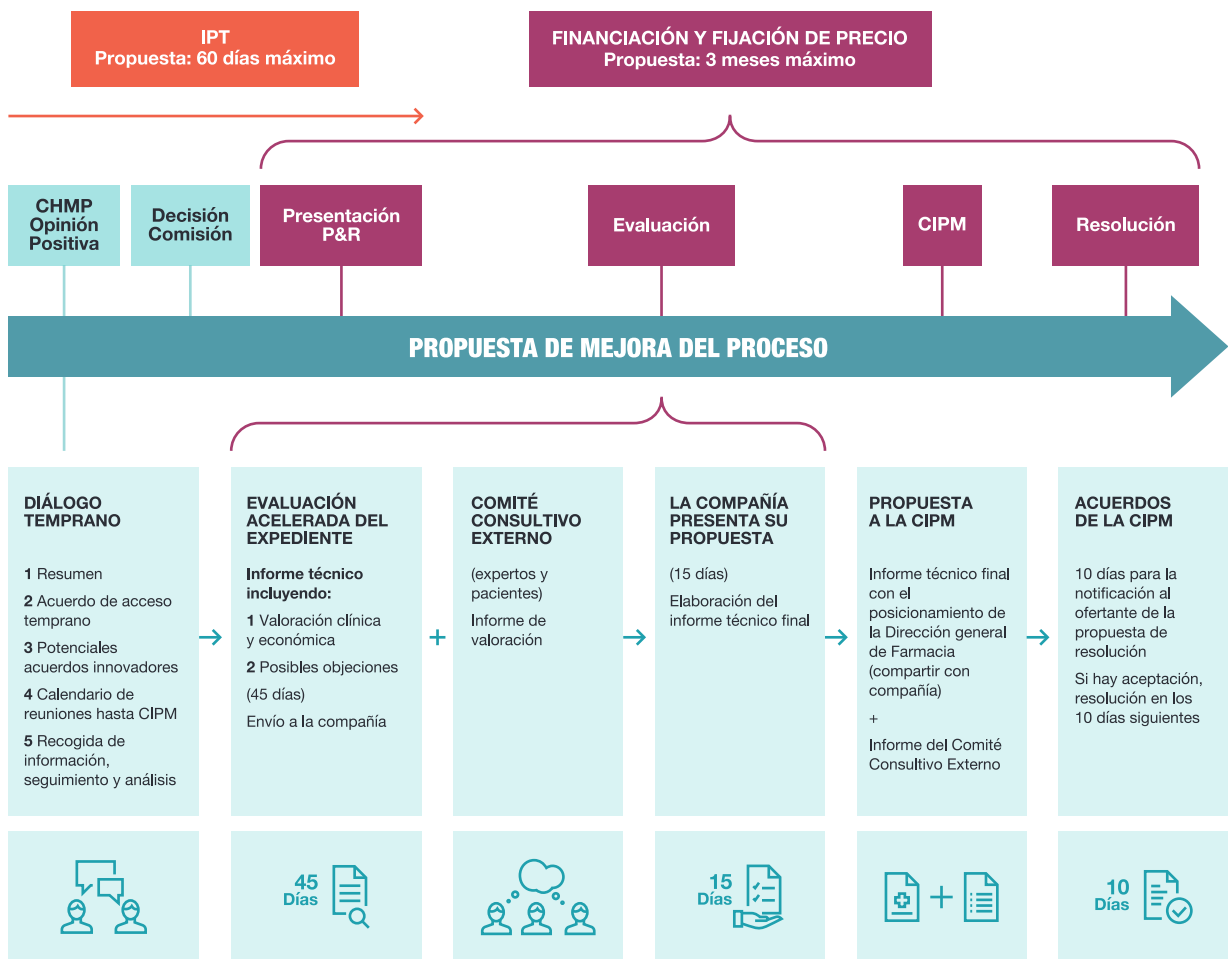 IPT
Propuesta: 60 días máximo
FINANCIACIÓN Y FIJACIÓN DE PRECIO
Propuesta: 3 meses máximo
CHMP
Opinión
Positiva
Decisión
Comisión
Presentación
P&R
Evaluación
CIPM
Resolución
PROPUESTA DE MEJORA DEL PROCESO
DIÁLOGO
TEMPRANO
1 Resumen
2 Acuerdo de acceso
temprano
3 Potenciales
acuerdos innovadores
4 Calendario de
reuniones hasta CIPM
5 Recogida de
información,
seguimiento y análisis
EVALUACIÓN
ACELERADA DEL
EXPEDIENTE
Informe técnico
incluyendo:
1 Valoración clínica
y económica
2 Posibles objeciones
(45 días)
Envío a la compañía
+
COMITÉ
CONSULTIVO
EXTERNO
(expertos y
pacientes)
Informe de
valoración
LA COMPAÑÍA
PRESENTA SU
PROPUESTA
(15 días)
Elaboración del
informe técnico final
PROPUESTA
A LA CIPM
Informe técnico final
con el
posicionamiento de
la Dirección general
de Farmacia
(compartir con
compañía)
+
Informe del Comité
Consultivo Externo
ACUERDOS
DE LA CIPM
10 días para la
notificación al
ofertante de la
propuesta de
resolución
Si hay aceptación,
resolución en los
10 días siguientes
45
Días
15
Días
+
10
Días